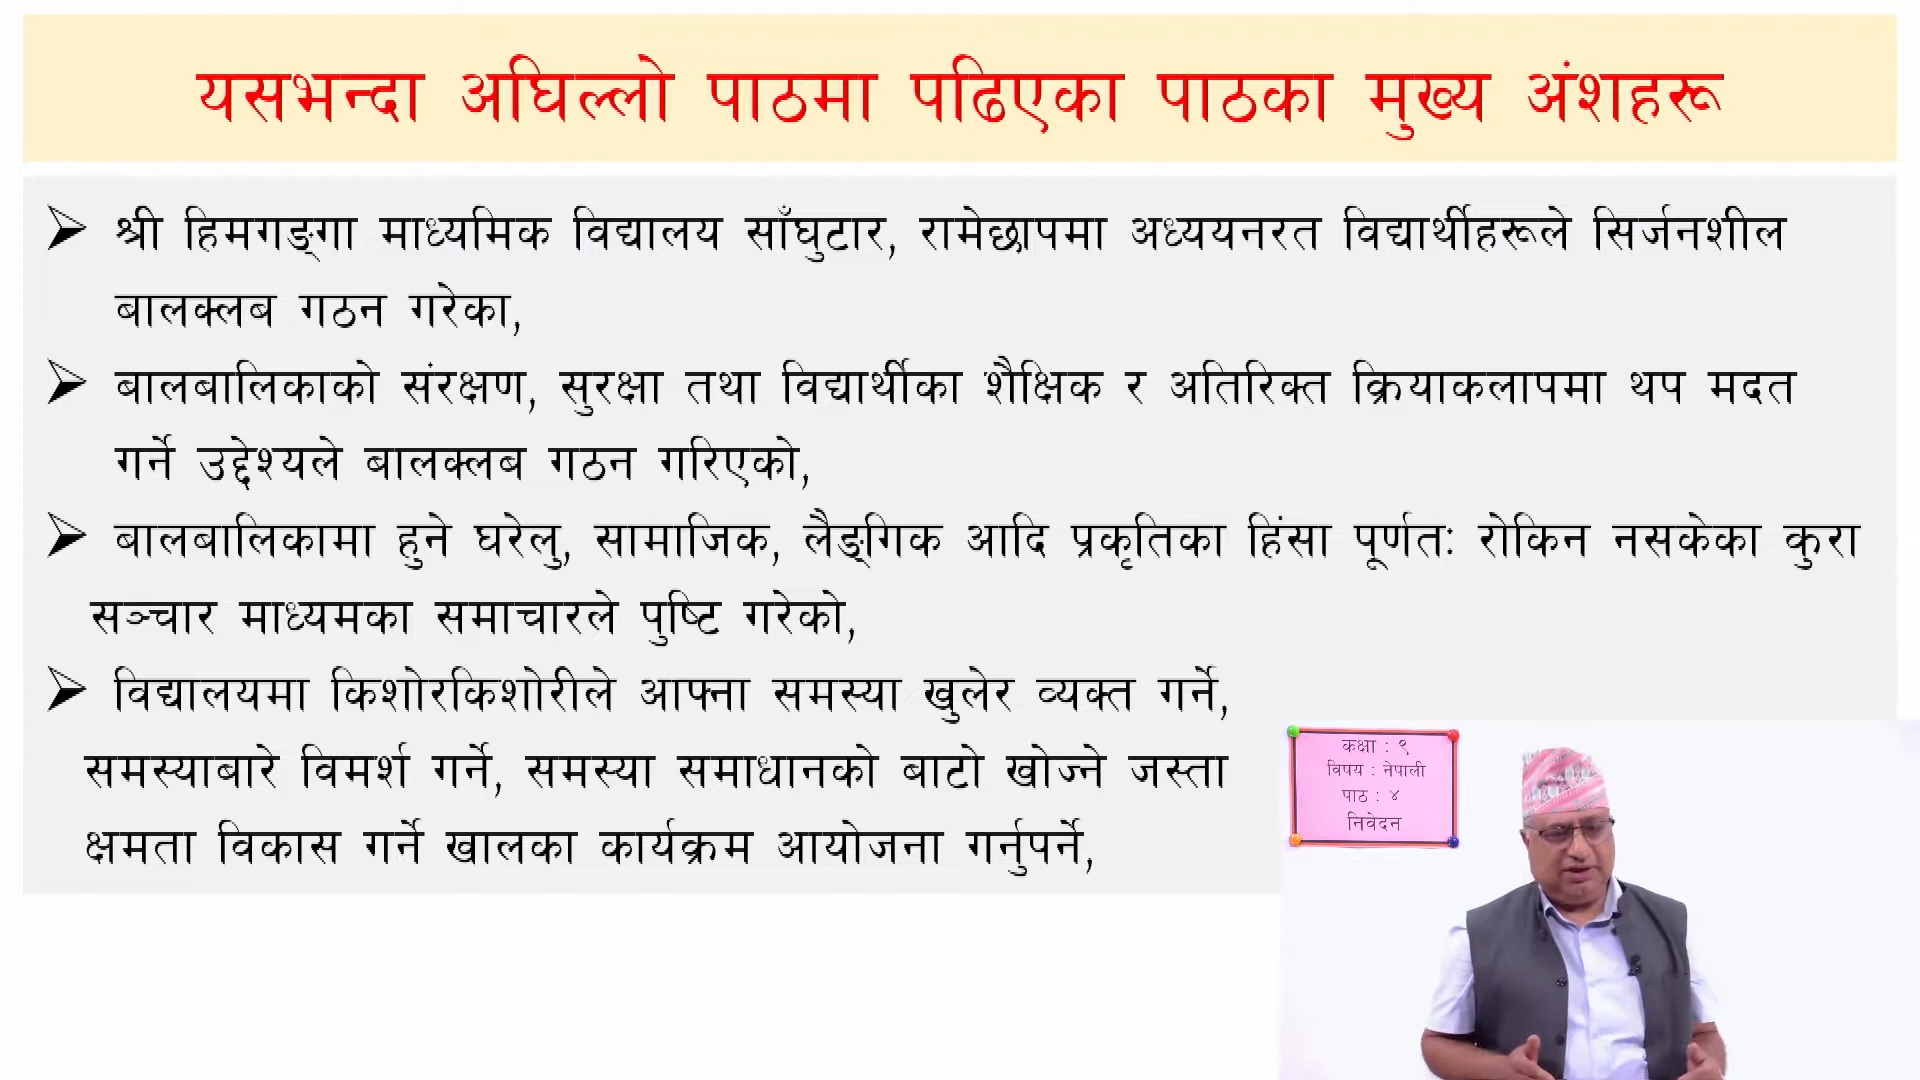 यसभन्दा अघिल्लो पाठमा पढिएका पाठका मुख्य अंशहरू
➢ श्री हिमगङ्गा माध्यमिक विद्यालय साँघुटार, रामेछापमा अध्ययनरत विद्यार्थीहरूले सिर्जनशील
बालक्लब गठन गरेका,
➢ बालबालिकाको संरक्षण, सुरक्षा तथा विद्यार्थीका शैक्षिक र अतिरिक्त क्रियाकलापमा थप मदत
गर्ने उद्देश्यले बालक्लब गठन गरिएको,
➢ बालबालिकामा हुने घरेलु, सामाजिक, लैङ्गिक आदि प्रकृतिका हिंसा पूर्णतः रोकिन नसकेका कुरा
सञ्चार माध्यमका समाचारले पुष्टि गरेको,
➢ विद्यालयमा किशोरकिशोरीले आफ्ना समस्या खुलेर व्यक्त गर्ने,
समस्याबारे विमर्श गर्ने, समस्या समाधानको बाटो खोज्ने जस्ता
क्षमता विकास गर्ने खालका कार्यक्रम आयोजना गर्नुपर्ने,
कक्षा : ९
विषय : नेपाली
पाठ : ४
निवेदन